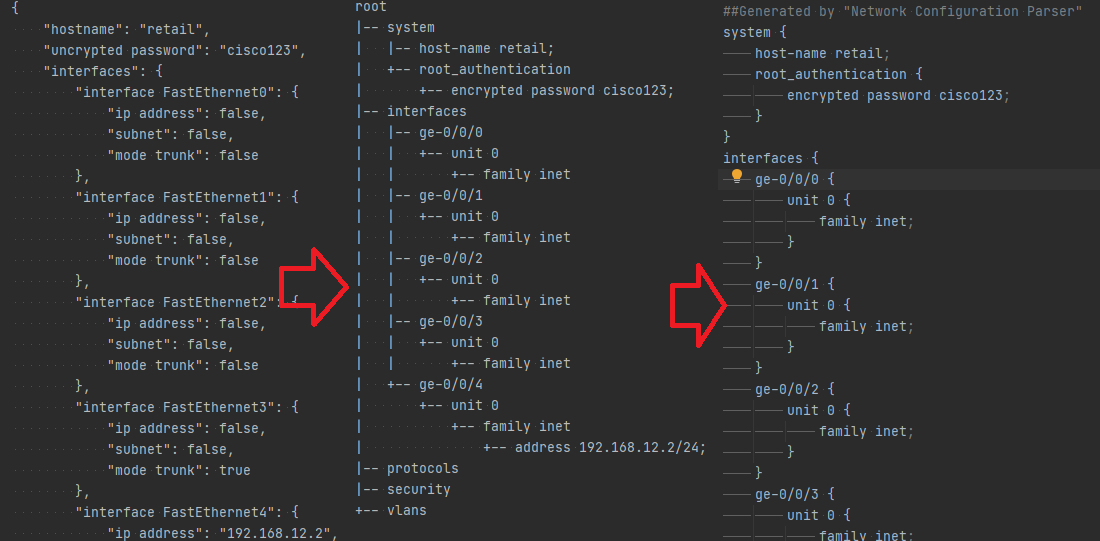 {
    "hostname": "retail",
    "uncrypted password": "cisco123",
    "interfaces": {
        "interface FastEthernet0": {
            "ip address": false,
            "subnet": false,
            "mode trunk": false
        },
        "interface FastEthernet1": {
            "ip address": false,
            "subnet": false,
            "mode trunk": false
        },
        "interface FastEthernet2": {
            "ip address": false,
            "subnet": false,
            "mode trunk": false
        },
        "interface FastEthernet3": {
            "ip address": false,
            "subnet": false,
            "mode trunk": true
        },
        "interface FastEthernet4": {
            "ip address": "192.168.12.2",
root
|-- system
|   |-- host-name retail;
|   +-- root_authentication
|       +-- encrypted password cisco123;
|-- interfaces
|   |-- ge-0/0/0
|   |   +-- unit 0
|   |       +-- family inet
|   |-- ge-0/0/1
|   |   +-- unit 0
|   |       +-- family inet
|   |-- ge-0/0/2
|   |   +-- unit 0
|   |       +-- family inet
|   |-- ge-0/0/3
|   |   +-- unit 0
|   |       +-- family inet
|   +-- ge-0/0/4
|       +-- unit 0
|           +-- family inet
|               +-- address 192.168.12.2/24;
|-- protocols
|-- security
+-- vlans
##Generated by "Network Configuration Parser"
system {
    host-name retail;
    root_authentication {
        encrypted password cisco123;
    }
}
interfaces {
    ge-0/0/0 {
        unit 0 {
            family inet;
        }
    }
    ge-0/0/1 {
        unit 0 {
            family inet;
        }
    }
    ge-0/0/2 {
        unit 0 {
            family inet;
        }
    }
    ge-0/0/3 {
        unit 0 {
            family inet;